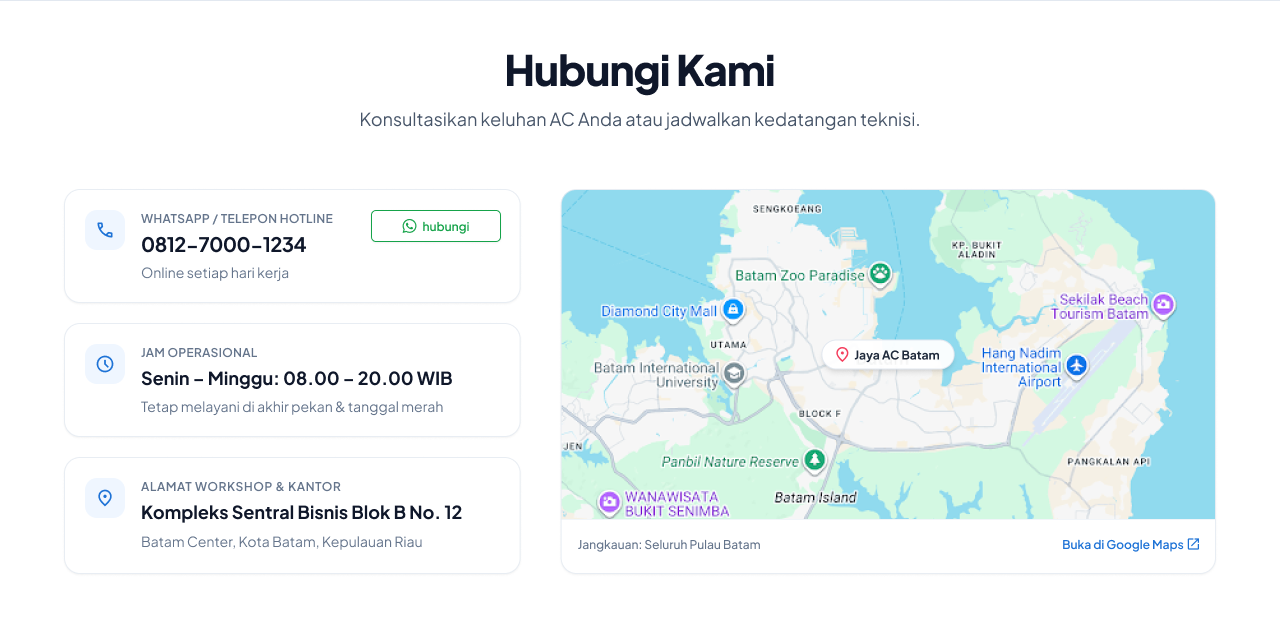 Hubungi Kami
Konsultasikan keluhan AC Anda atau jadwalkan kedatangan teknisi.
WHATSAPP / TELEPON HOTLINE
0812-7000-1234
Online setiap hari kerja
hubungi
JAM OPERASIONAL
Senin – Minggu: 08.00 – 20.00 WIB
Tetap melayani di akhir pekan & tanggal merah
ALAMAT WORKSHOP & KANTOR
Kompleks Sentral Bisnis Blok B No. 12
Batam Center, Kota Batam, Kepulauan Riau
SENGKOEANG
KP. BUKIT
ALADIN
Batam Zoo Paradise
Sekilak Beach
Tourism Batam
Diamond City Mall
UTAMA
Jaya AC Batam
Hang Nadim
International
Airport
Batam International
University
BLOCK F
JEN
Panbil Nature Reserve
PANGKALAN API
Batam Island
WANAWISATA
BUKIT SENIMBA
Jangkauan: Seluruh Pulau Batam
Buka di Google Maps